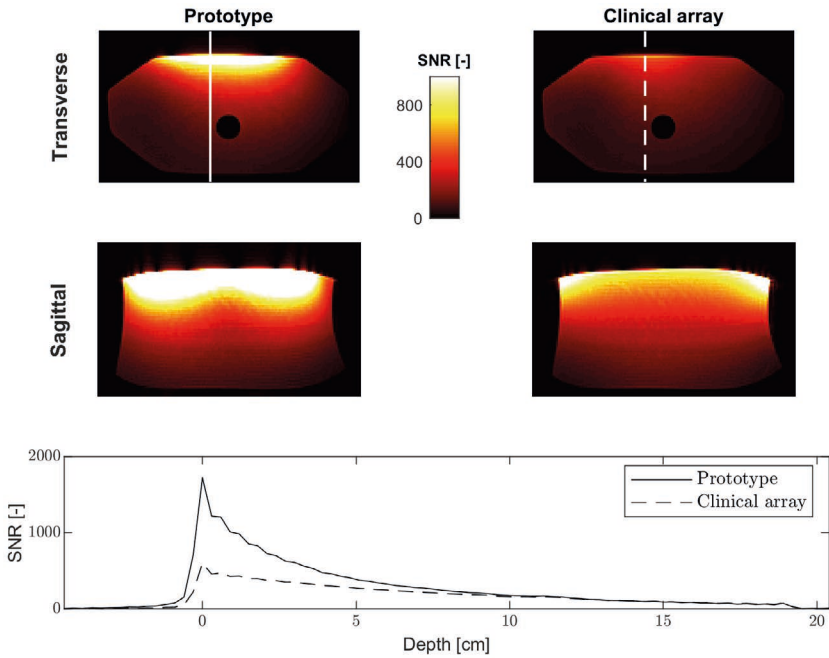 Prototype
Clinical array
Transverse
SNR [-]
800
400
0
Sagittal
2000
1000
0
SNR [-]
Prototype
Clinical array
0
5
10
15
20
Depth [cm]